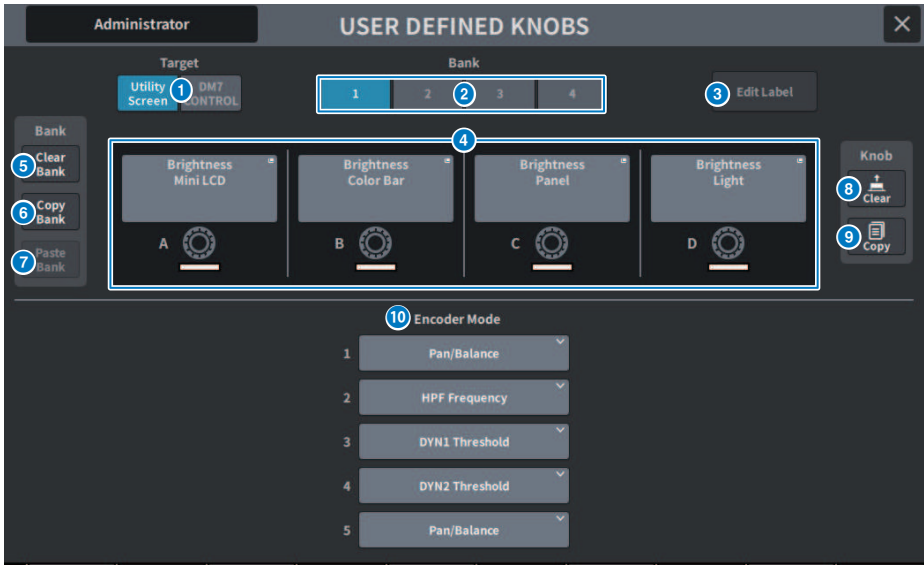 Administrator
USER DEFINED KNOBS
Target
Bank
Utility
Screen
1
DM7
CONTROL
1
2
2
3
4
3
Edit Label
Bank
5
Clear
Bank
6
Copy
Bank
7
Paste
Bank
4
Brightness
Mini LCD
Brightness
Color Bar
Brightness
Panel
Brightness
Light
A
B
C
D
Knob
8
Clear
9
Copy
10
Encoder Mode
1
Pan/Balance
2
HPF Frequency
3
DYN1 Threshold
4
DYN2 Threshold
5
Pan/Balance